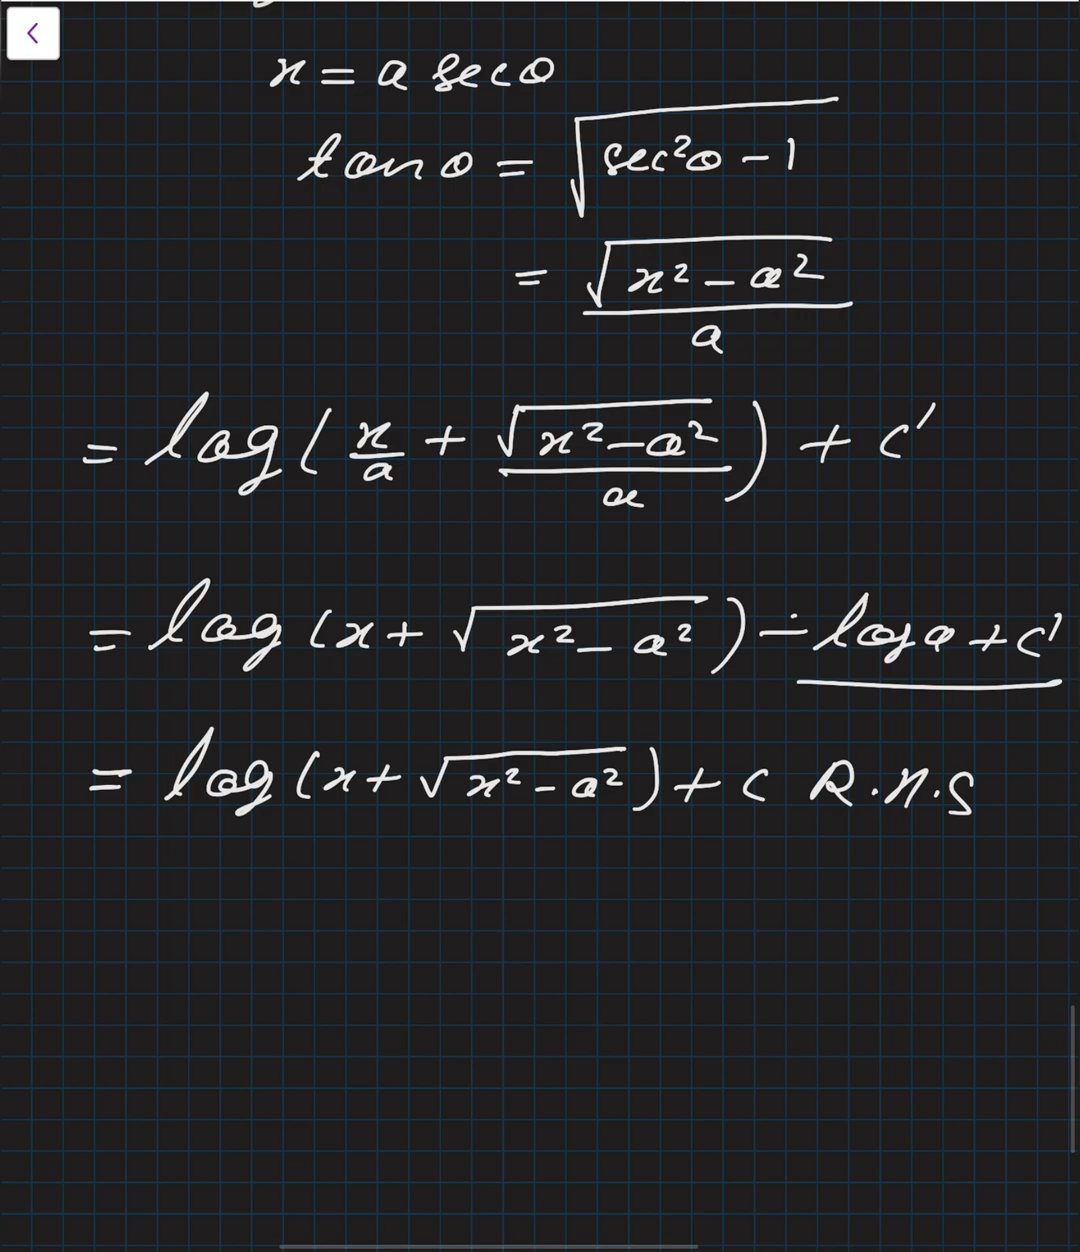 x = a secθ
tanθ = √(sec²θ - 1)
= √(x² - a²) / a
= log(x/a + √(x² - a²)/a) + c'
= log(x + √(x² - a²)) - log a + c'
= log(x + √(x² - a²)) + c R.H.S